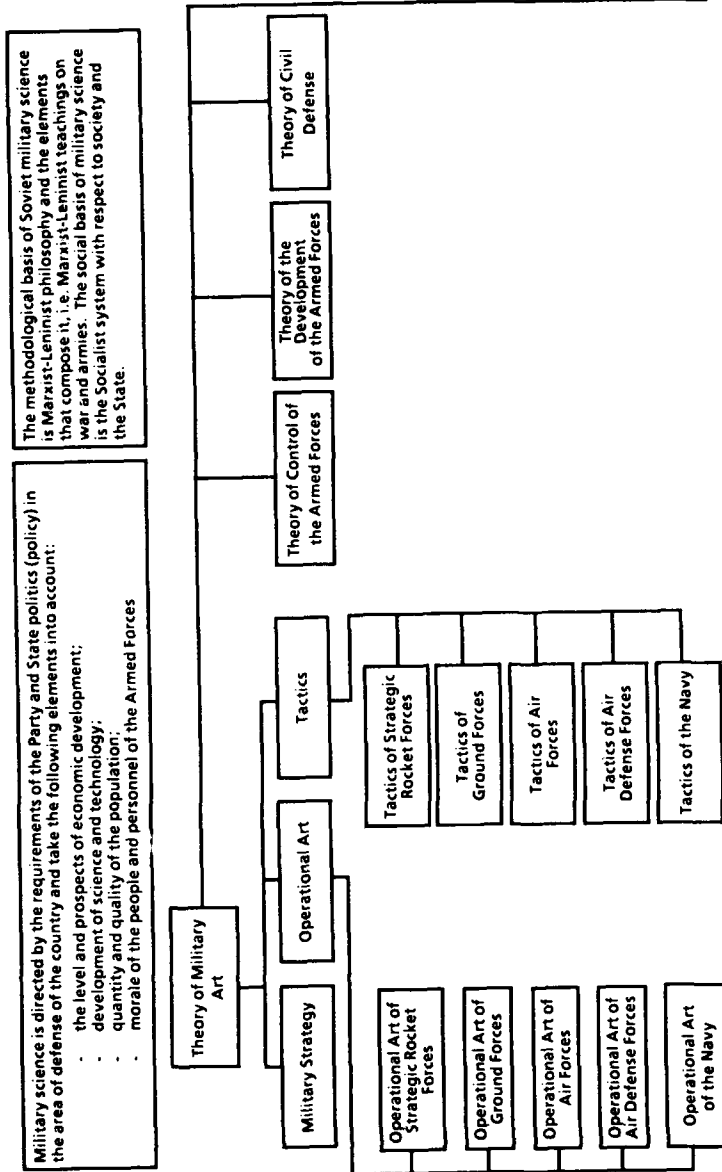 Military science is directed by the requirements of the Party and State politics (policy) in
the area of defense of the country and take the following elements into account:
- the level and prospects of economic development;
- development of science and technology;
- quantity and quality of the population;
- morale of the people and personnel of the Armed Forces
The methodological basis of Soviet military science
is Marxist-Leninist philosophy and the elements
that compose it, i.e. Marxist-Leninist teachings on
war and armies. The social basis of military science
is the Socialist system with respect to society and
the State.
Theory of Military
Art
Theory of Control of
the Armed Forces
Theory of the
Development
of the Armed Forces
Theory of Civil
Defense
Military Strategy
Operational Art
Tactics
Operational Art of
Strategic Rocket
Forces
Operational Art of
Ground Forces
Operational Art of
Air Forces
Operational Art of
Air Defense Forces
Operational Art
of the Navy
Tactics of Strategic
Rocket Forces
Tactics of
Ground Forces
Tactics of Air
Forces
Tactics of Air
Defense Forces
Tactics of the Navy